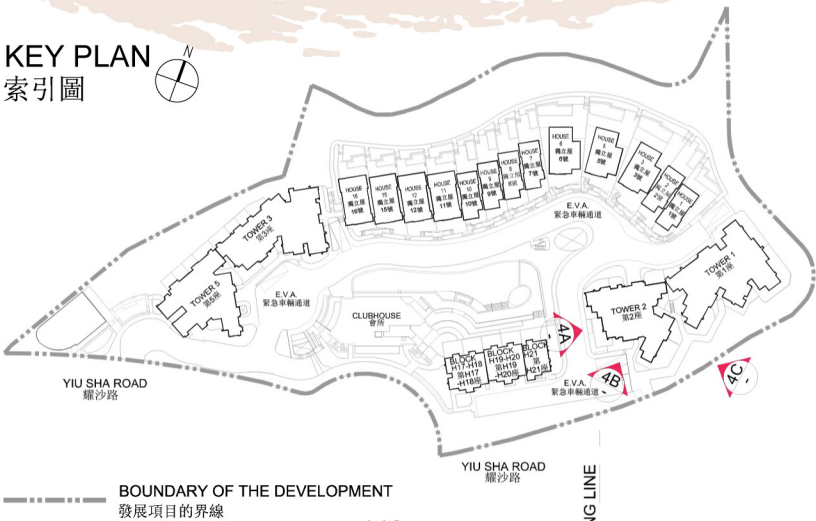 KEY PLAN
索引圖
N
HOUSE
6
獨立屋
6號
HOUSE
5
獨立屋
5號
HOUSE
7
獨立屋
7號
HOUSE
8
獨立屋
8號
HOUSE
3
獨立屋
3號
HOUSE
2
獨立屋
2號
HOUSE
1
獨立屋
1號
HOUSE
9
獨立屋
9號
HOUSE
10
獨立屋
10號
HOUSE
11
獨立屋
11號
HOUSE
12
獨立屋
12號
HOUSE
15
獨立屋
15號
HOUSE
16
獨立屋
16號
E.V.A.
緊急車輛通道
TOWER 3
第3座
TOWER 1
第1座
TOWER 5
第5座
E.V.A.
緊急車輛通道
TOWER 2
第2座
CLUBHOUSE
會所
4A
-
BLOCK
H17-H18
第H17
-H18座
BLOCK
H19-H20
第H19
-H20座
BLOCK
H21
第
H21座
E.V.A.
緊急車輛通道
4B
-
4C
-
YIU SHA ROAD
耀沙路
YIU SHA ROAD
耀沙路
BOUNDARY OF THE DEVELOPMENT
發展項目的界線
NG LINE